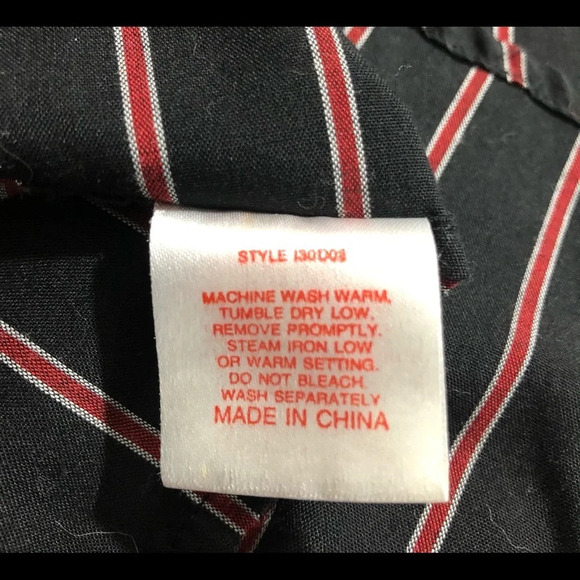 STYLE I30D09
MACHINE WASH WARM.
TUMBLE DRY LOW.
REMOVE PROMPTLY.
STEAM IRON LOW
OR WARM SETTING.
DO NOT BLEACH.
WASH SEPARATELY
MADE IN CHINA